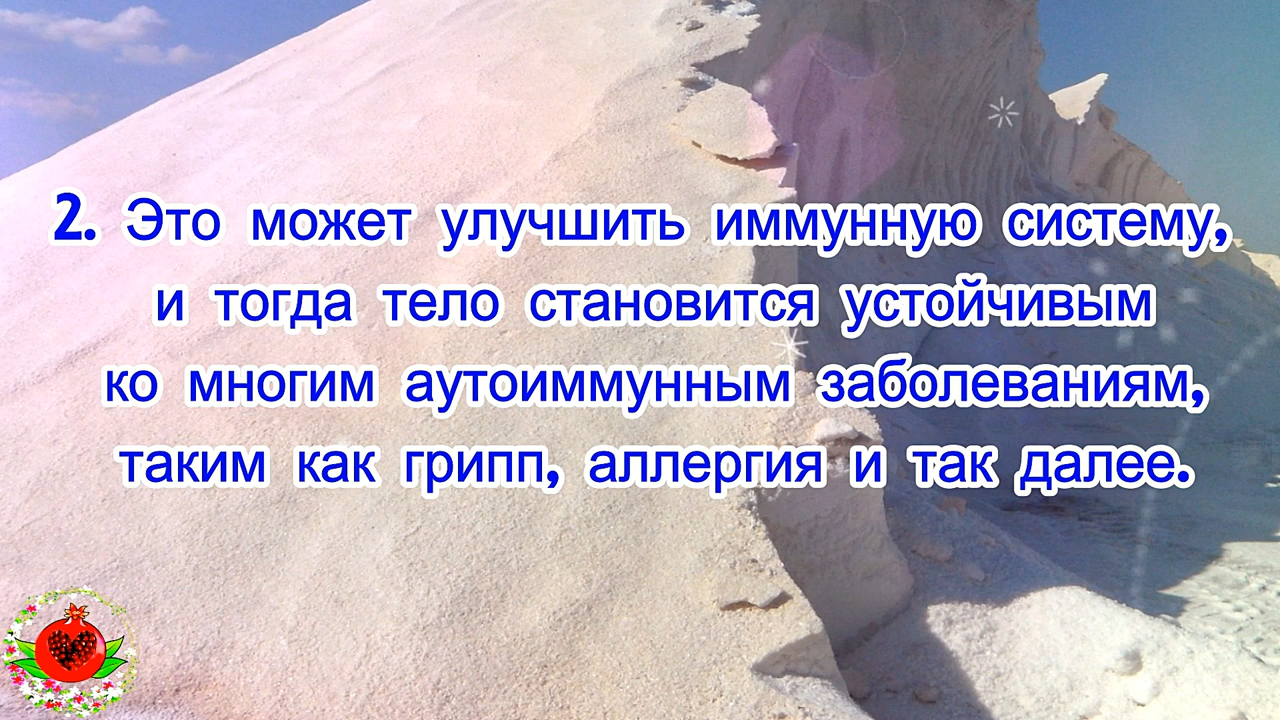 2. Это может улучшить иммунную систему,
и тогда тело становится устойчивым
ко многим аутоиммунным заболеваниям,
таким как грипп, аллергия и так далее.